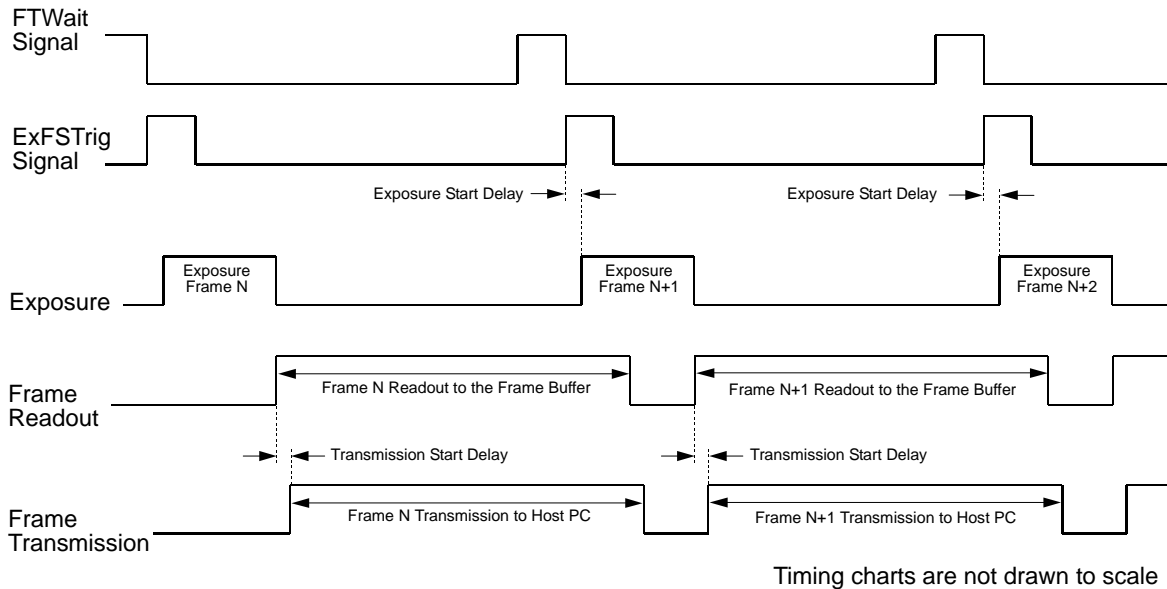 FTWait
Signal
ExFSTrig
Signal
Exposure Start Delay
Exposure Start Delay
Exposure
Exposure
Frame N
Exposure
Frame N+1
Exposure
Frame N+2
Frame
Readout
Frame N Readout to the Frame Buffer
Frame N+1 Readout to the Frame Buffer
Transmission Start Delay
Transmission Start Delay
Frame
Transmission
Frame N Transmission to Host PC
Frame N+1 Transmission to Host PC
Timing charts are not drawn to scale